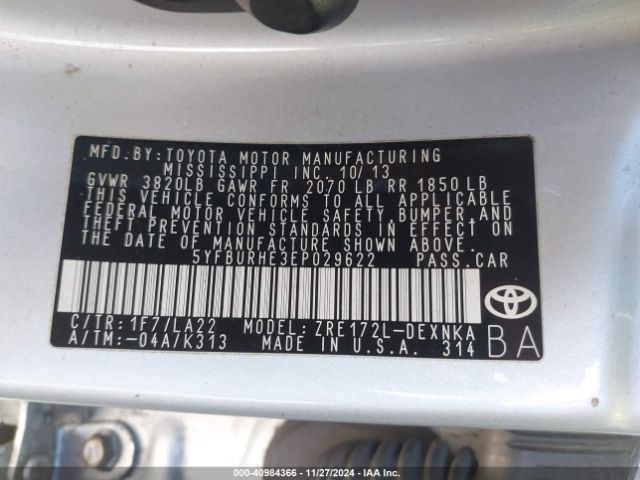 MFD. BY: TOYOTA MOTOR MANUFACTURING
MISSISSIPPI INC. 10/13
GVWR 3820LB GAWR FR 2070 LB RR 1850 LB
THIS VEHICLE CONFORMS TO ALL APPLICABLE
FEDERAL MOTOR VEHICLE SAFETY, BUMPER, AND
THEFT PREVENTION STANDARDS IN EFFECT ON
THE DATE OF MANUFACTURE SHOWN ABOVE.
5YFBURHE3EP029622 PASS. CAR
C/TR: 1F7/LA22 MODEL: ZRE172L-DEXNKA
A/TM: -04A/K313 MADE IN U.S.A. 314
BA
000-40984366 — 11/27/2024 — IAA Inc.